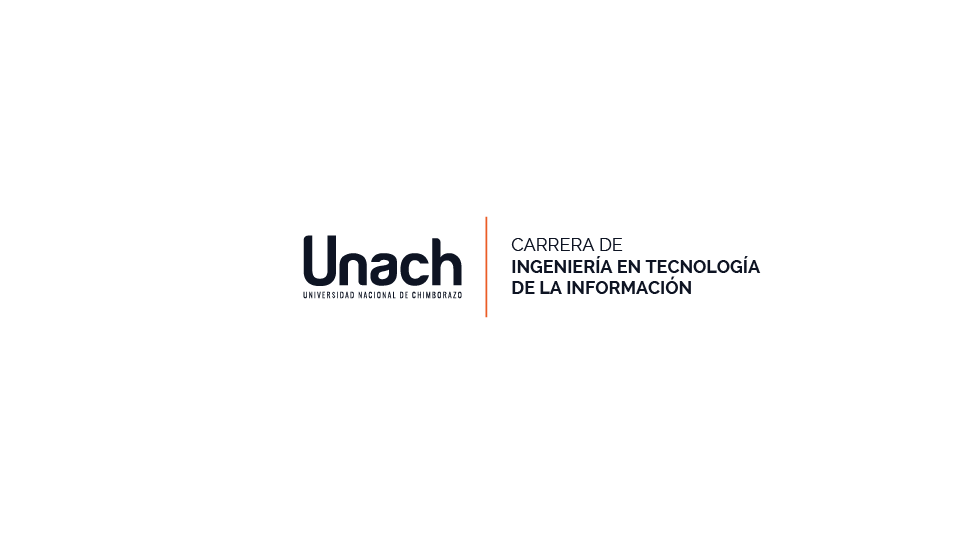 Unach
UNIVERSIDAD NACIONAL DE CHIMBORAZO
CARRERA DE
INGENIERÍA EN TECNOLOGÍA
DE LA INFORMACIÓN